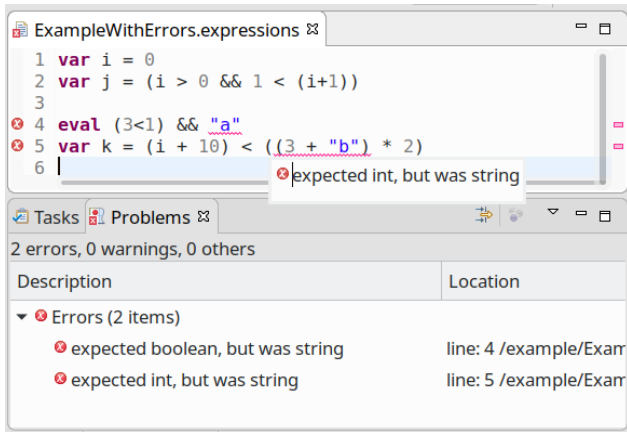 ExampleWithErrors.expressions
1 var i = 0
2 var j = (i > 0 && 1 < (i+1))
3
4 eval (3<1) && "a"
5 var k = (i + 10) < ((3 + "b") * 2)
6
expected int, but was string
Tasks Problems
2 errors, 0 warnings, 0 others
Description Location
Errors (2 items)
expected boolean, but was string line: 4 /example/Exam
expected int, but was string line: 5 /example/Exam